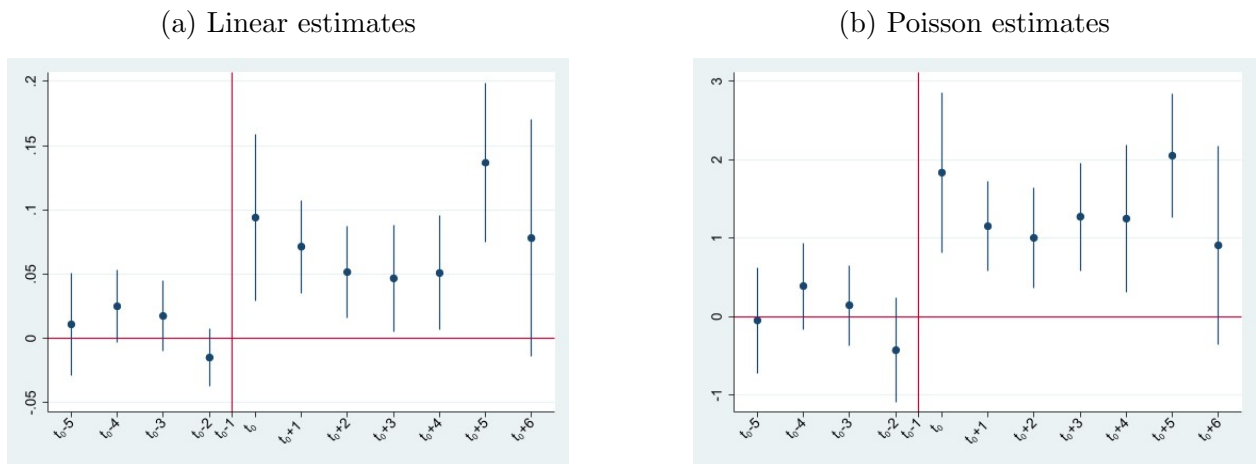 (a) Linear estimates
.2
.15
.1
.05
0
-.05
t₀-5 t₀-4 t₀-3 t₀-2 t₀-1 t₀ t₀+1 t₀+2 t₀+3 t₀+4 t₀+5 t₀+6
(b) Poisson estimates
3
2
1
0
-1
t₀-5 t₀-4 t₀-3 t₀-2 t₀-1 t₀ t₀+1 t₀+2 t₀+3 t₀+4 t₀+5 t₀+6